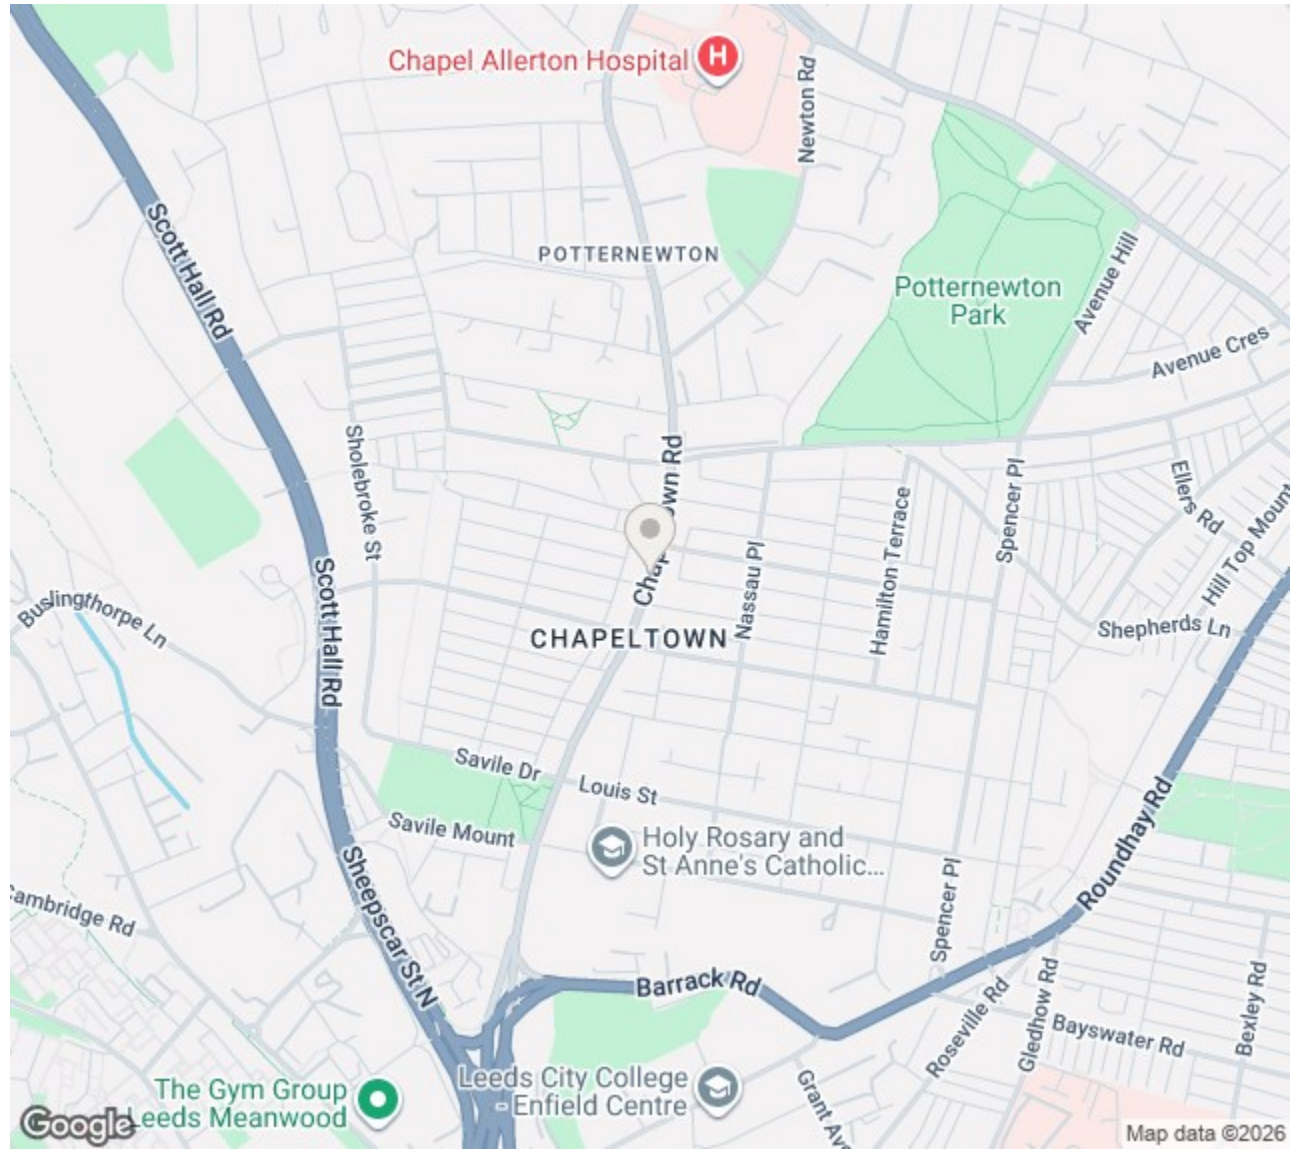 Chapel Allerton Hospital
H
Newton Rd
Scott Hall Rd
POTTERNEWTON
Potternewton
Park
Avenue Hill
Avenue Cres
Sholebroke St
Spencer Pl
Ellers Rd
Hill Top Mount
Hamilton Terrace
Nassau Pl
Buslingthorpe Ln
Scott Hall Rd
CHAPELTOWN
Shepherds Ln
Savile Dr
Louis St
Savile Mount
Holy Rosary and
St Anne's Catholic...
Roundhay Rd
Sheepscar St N
Cambridge Rd
Spencer Pl
Barrack Rd
Roseville Rd
Gledhow Rd
Bayswater Rd
Bexley Rd
The Gym Group
Leeds Meanwood
Leeds City College
- Enfield Centre
Grant Av
Google
Map data ©2026